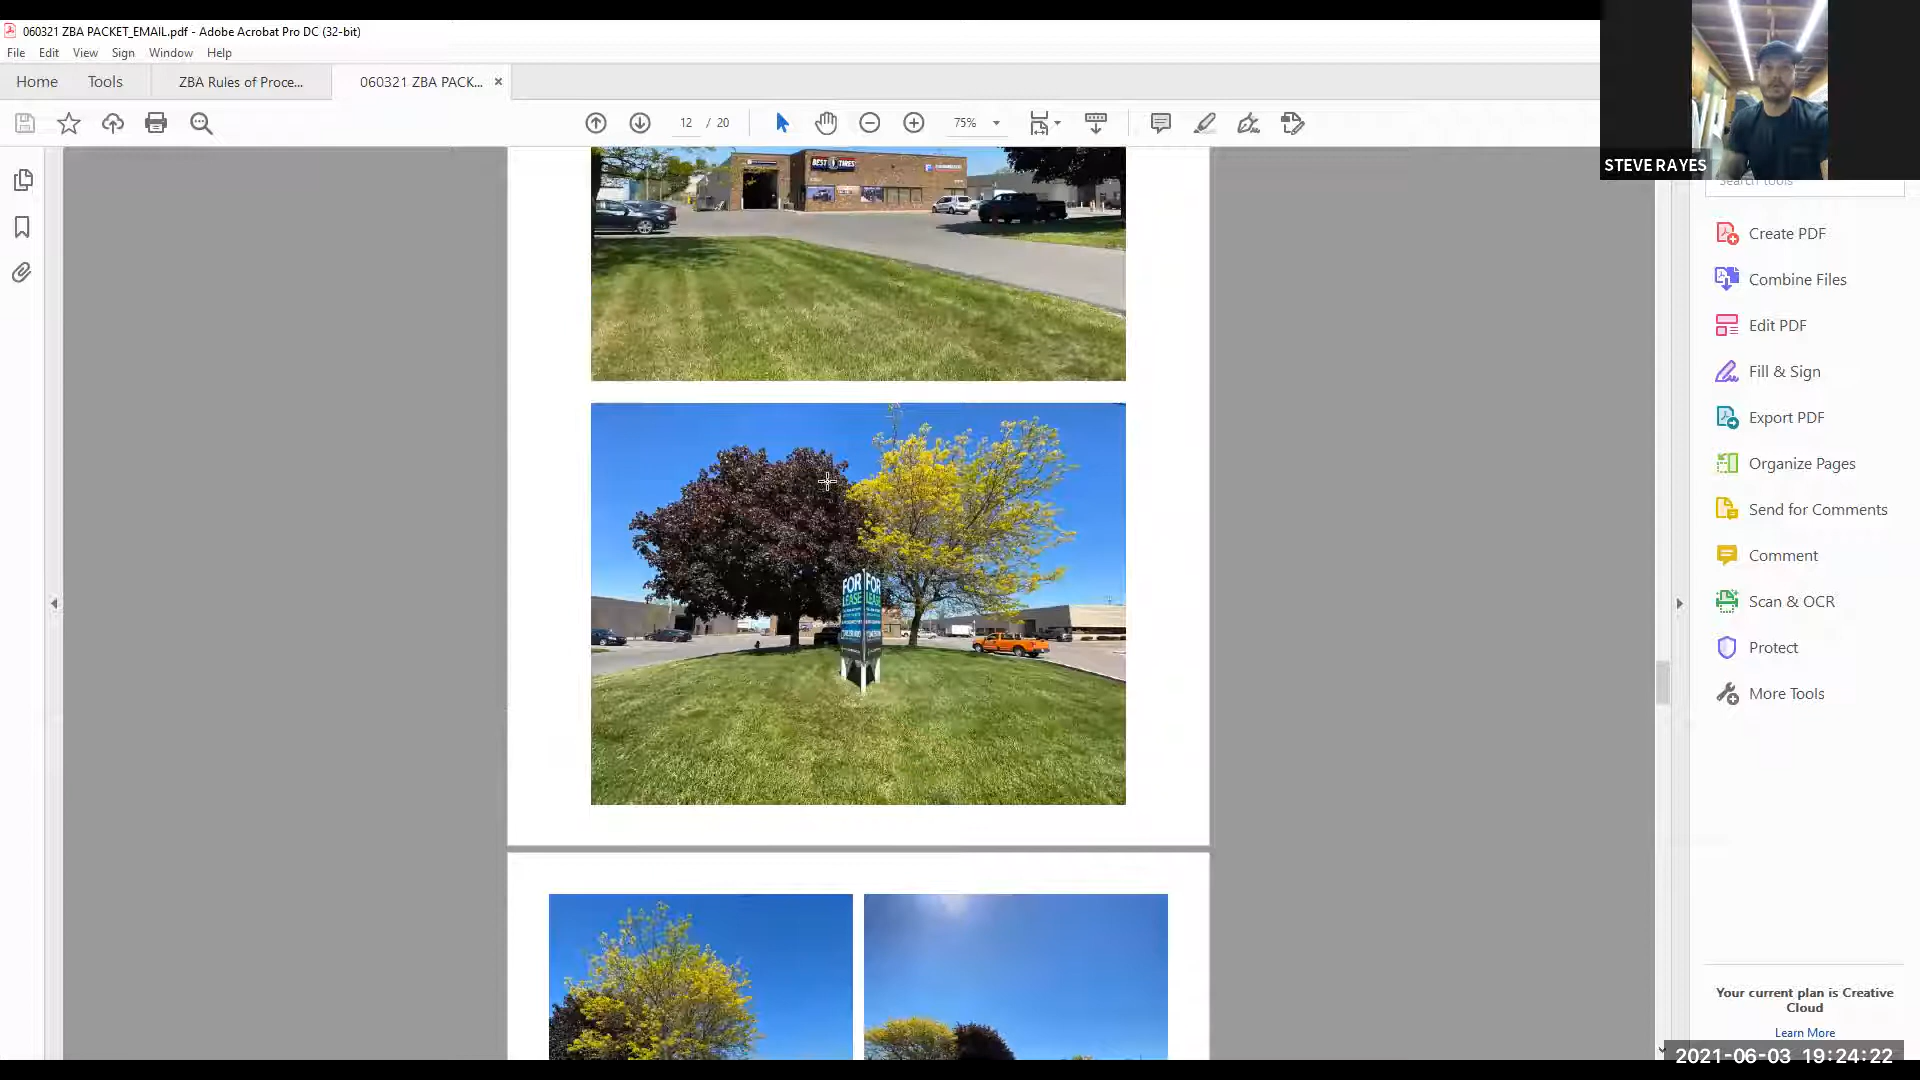 060321 ZBA PACKET_EMAIL.pdf - Adobe Acrobat Pro DC (32-bit)
File Edit View Sign Window Help
Home Tools ZBA Rules of Proce... 060321 ZBA PACK...
12 / 20 75%
STEVE RAYES
Search tools
BEST TIRES
Create PDF
Combine Files
Edit PDF
Fill & Sign
Export PDF
Organize Pages
Send for Comments
Comment
Scan & OCR
Protect
More Tools
FOR FOR
LEASE LEASE
Your current plan is Creative
Cloud
Learn More
2021-06-03 19:24:22